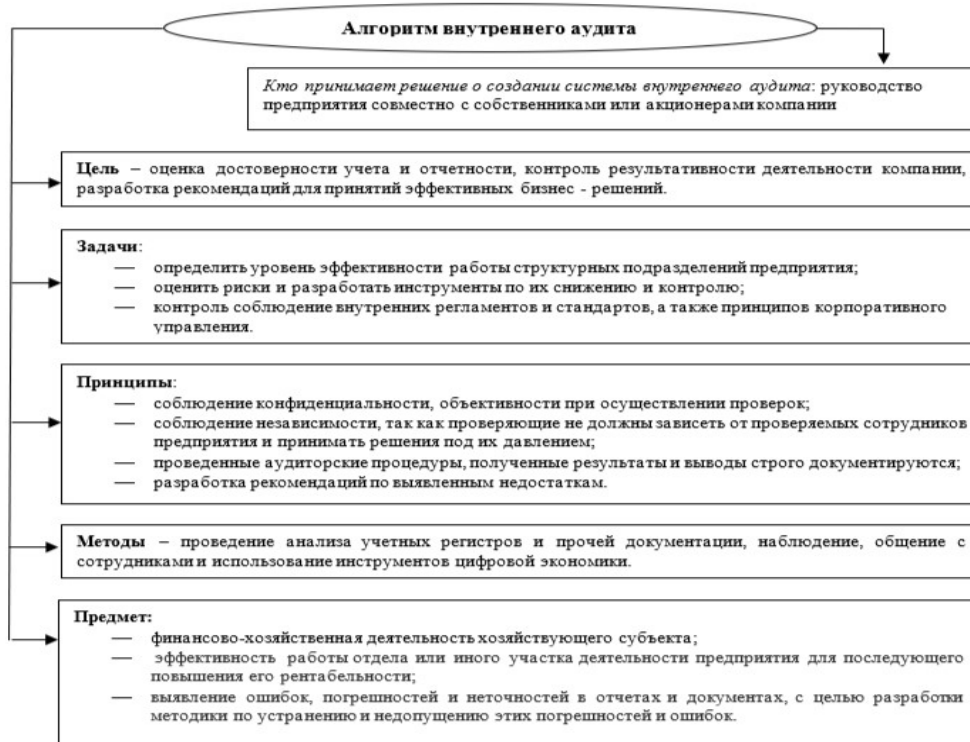 Алгоритм внутреннего аудита
Кто принимает решение о создании системы внутреннего аудита: руководство
предприятия совместно с собственниками или акционерами компании
Цель – оценка достоверности учета и отчетности, контроль результативности деятельности компании,
разработка рекомендаций для принятий эффективных бизнес - решений.
Задачи:
— определить уровень эффективности работы структурных подразделений предприятия;
— оценить риски и разработать инструменты по их снижению и контролю;
— контроль соблюдение внутренних регламентов и стандартов, а также принципов корпоративного
управления.
Принципы:
— соблюдение конфиденциальности, объективности при осуществлении проверок;
— соблюдение независимости, так как проверяющие не должны зависеть от проверяемых сотрудников
предприятия и принимать решения под их давлением;
— проведенные аудиторские процедуры, полученные результаты и выводы строго документируются;
— разработка рекомендаций по выявленным недостаткам.
Методы – проведение анализа учетных регистров и прочей документации, наблюдение, общение с
сотрудниками и использование инструментов цифровой экономики.
Предмет:
— финансово-хозяйственная деятельность хозяйствующего субъекта;
— эффективность работы отдела или иного участка деятельности предприятия для последующего
повышения его рентабельности;
— выявление ошибок, погрешностей и неточностей в отчетах и документах, с целью разработки
методики по устранению и недопущению этих погрешностей и ошибок.